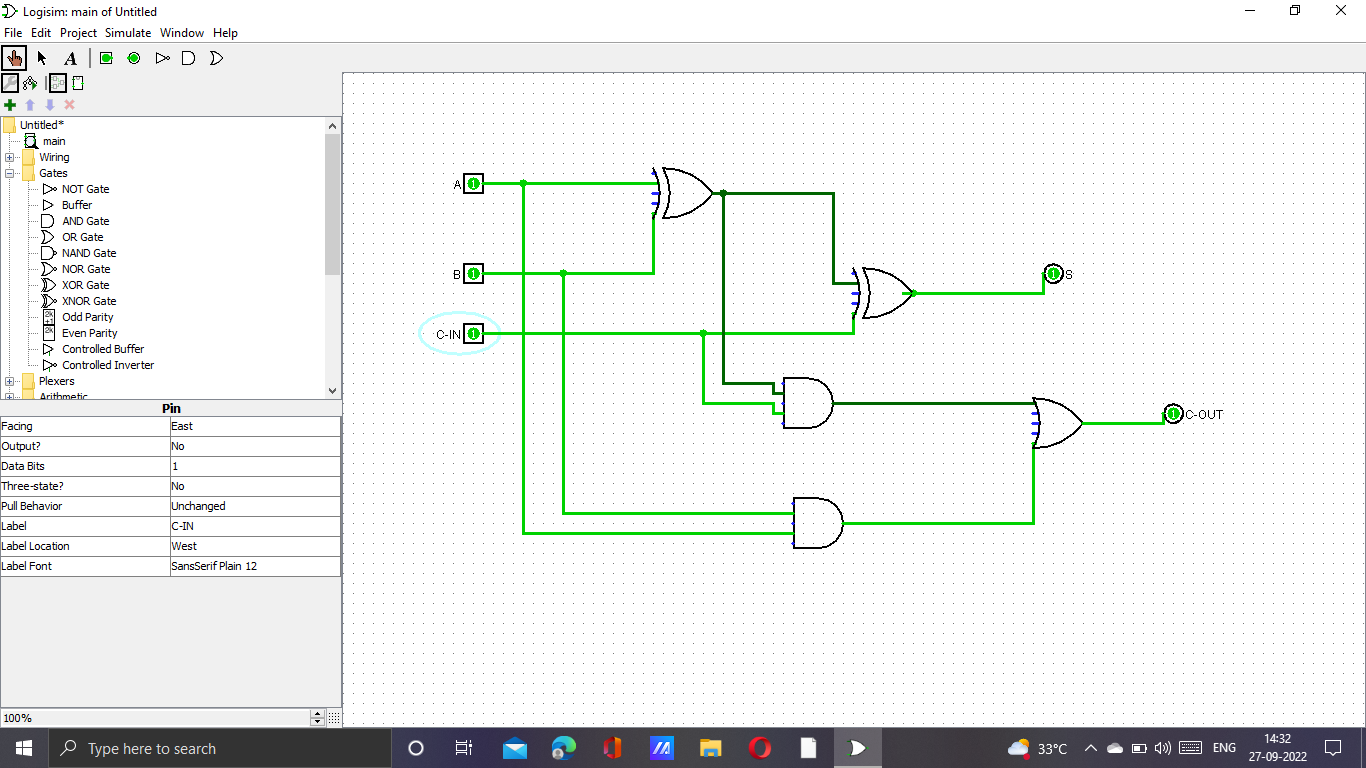 Logisim: main of Untitled
File Edit Project Simulate Window Help
A
Untitled*
main
Wiring
Gates
NOT Gate
Buffer
AND Gate
OR Gate
NAND Gate
NOR Gate
XOR Gate
XNOR Gate
Odd Parity
Even Parity
Controlled Buffer
Controlled Inverter
Plexers
Arithmetic
Pin
Facing East
Output? No
Data Bits 1
Three-state? No
Pull Behavior Unchanged
Label C-IN
Label Location West
Label Font SansSerif Plain 12
100%
A 1
B 1
C-IN 1
1 S
1 C-OUT
Type here to search
33°C
ENG
14:32
27-09-2022